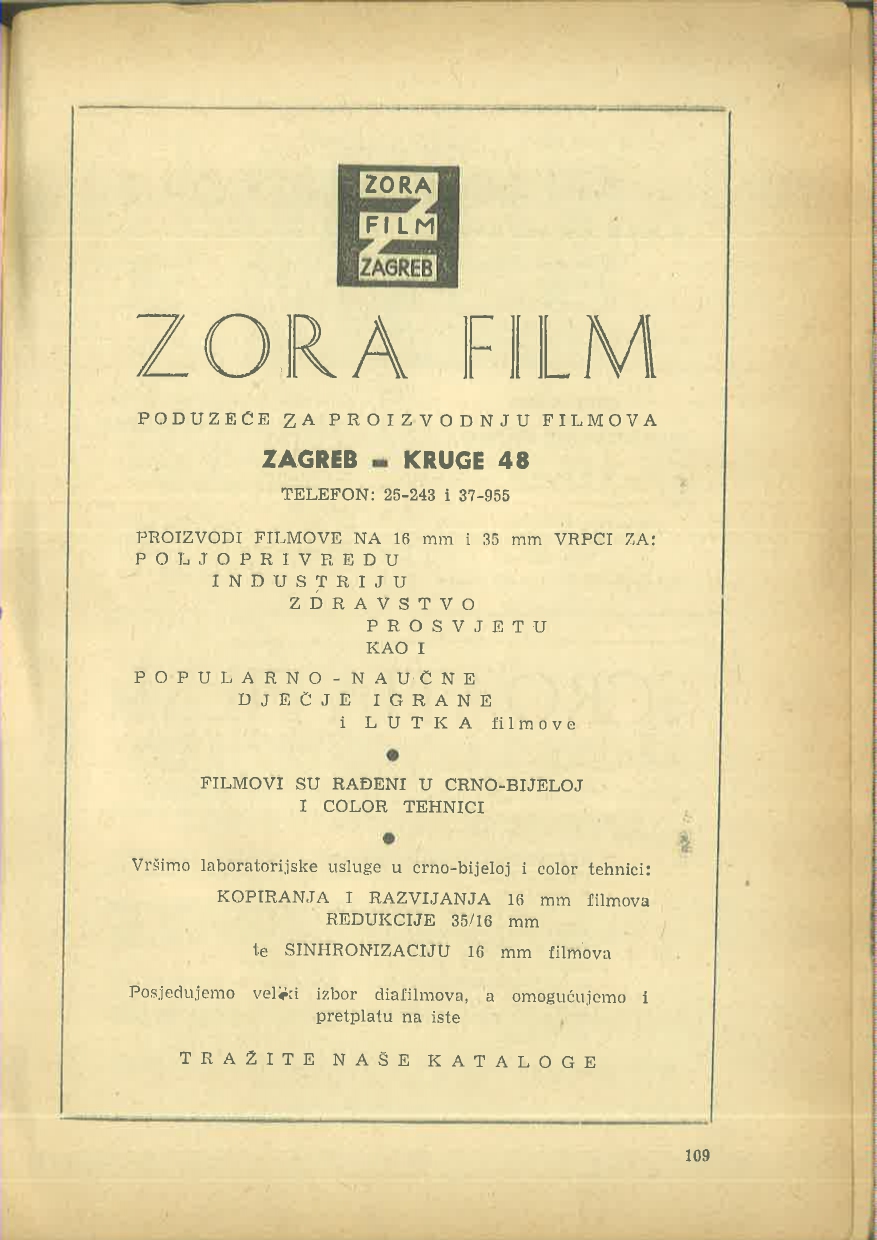 ZORA
FILM
ZAGREB
ZORA FILM
PODUZEĆE ZA PROIZVODNJU FILMOVA
ZAGREB - KRUGE 48
TELEFON: 25-243 i 37-955
PROIZVODI FILMOVE NA 16 mm i 35 mm VRPCI ZA:
POLJOPRIVREDU
INDUSTRIJU
ZDRAVSTVO
PROSVJETU
KAO I
POPULARNO-NAUČNE
DJEČJE IGRANE
i LUTKA filmove
FILMOVI SU RAĐENI U CRNO-BIJELOJ
I COLOR TEHNICI
Vršimo laboratorijske usluge u crno-bijeloj i color tehnici:
KOPIRANJA I RAZVIJANJA 16 mm filmova
REDUKCIJE 35/16 mm
te SINHRONIZACIJU 16 mm filmova
Posjedujemo veliki izbor diafilmova, a omogućujemo i
pretplatu na iste
TRAŽITE NAŠE KATALOGE
109